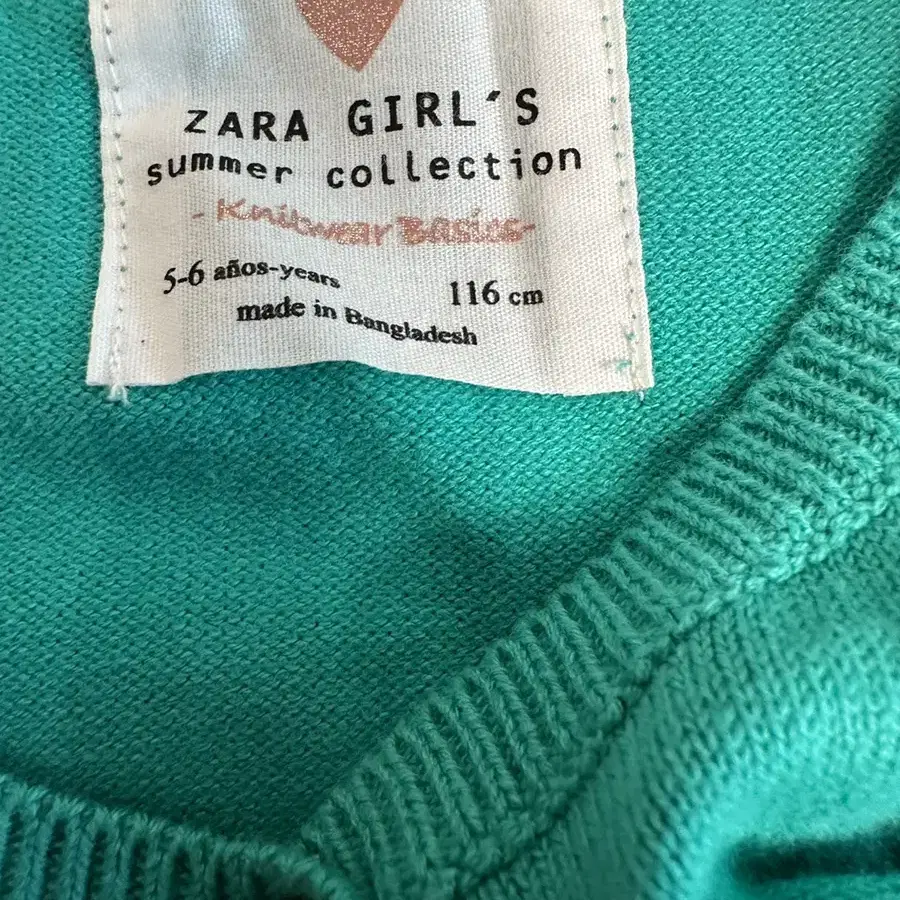 ZARA GIRL´S
summer collection
- Knitwear Basics -
5-6 años-years 116 cm
made in Bangladesh